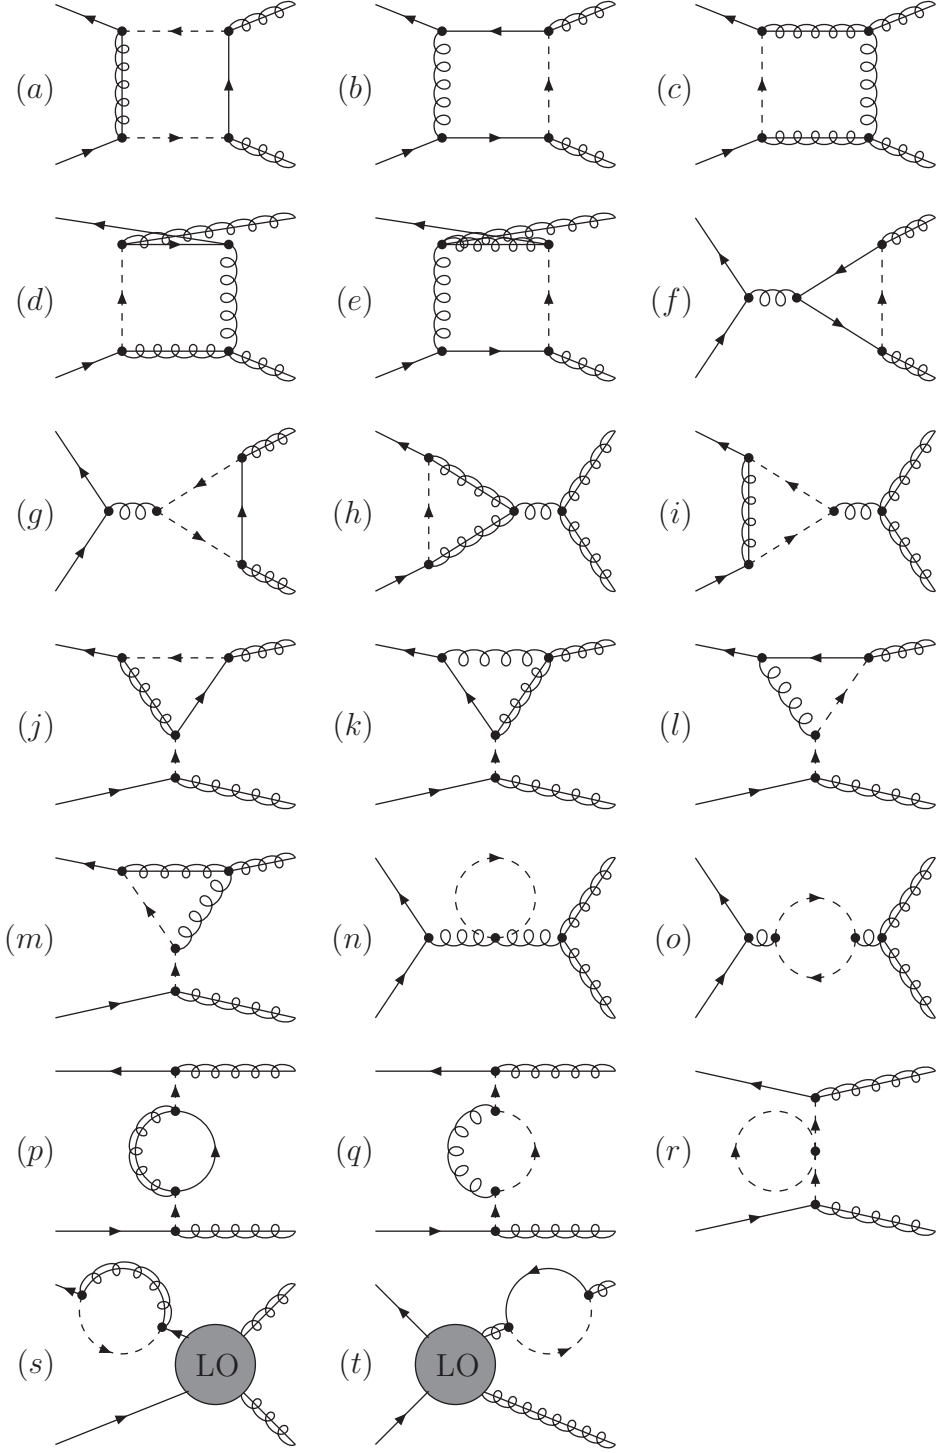 (a) (b) (c)
(d) (e) (f)
(g) (h) (i)
(j) (k) (l)
(m) (n) (o)
(p) (q) (r)
(s) LO (t) LO